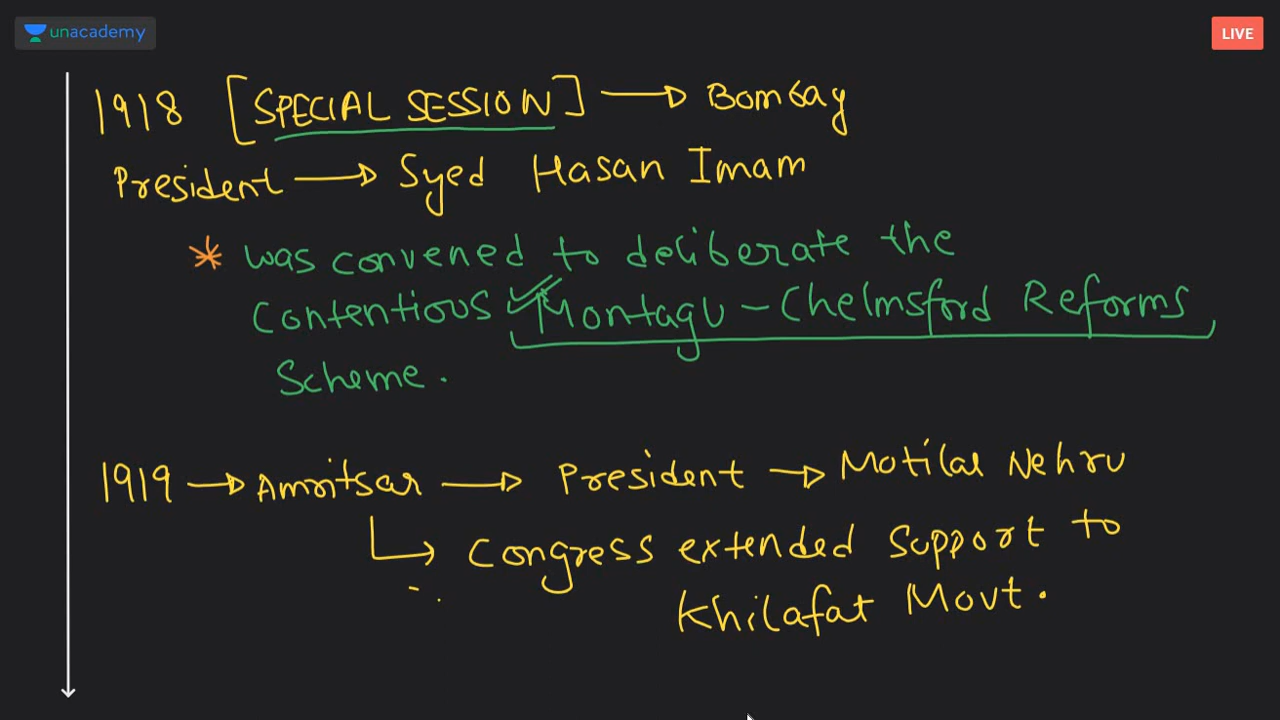 unacademy
LIVE
1918 [SPECIAL SESSION] → Bombay
President → Syed Hasan Imam
* was convened to deliberate the
contentious Montagu - Chelmsford Reforms
Scheme.
1919 → Amritsar → President → Motilal Nehru
Congress extended support to
Khilafat Movt.